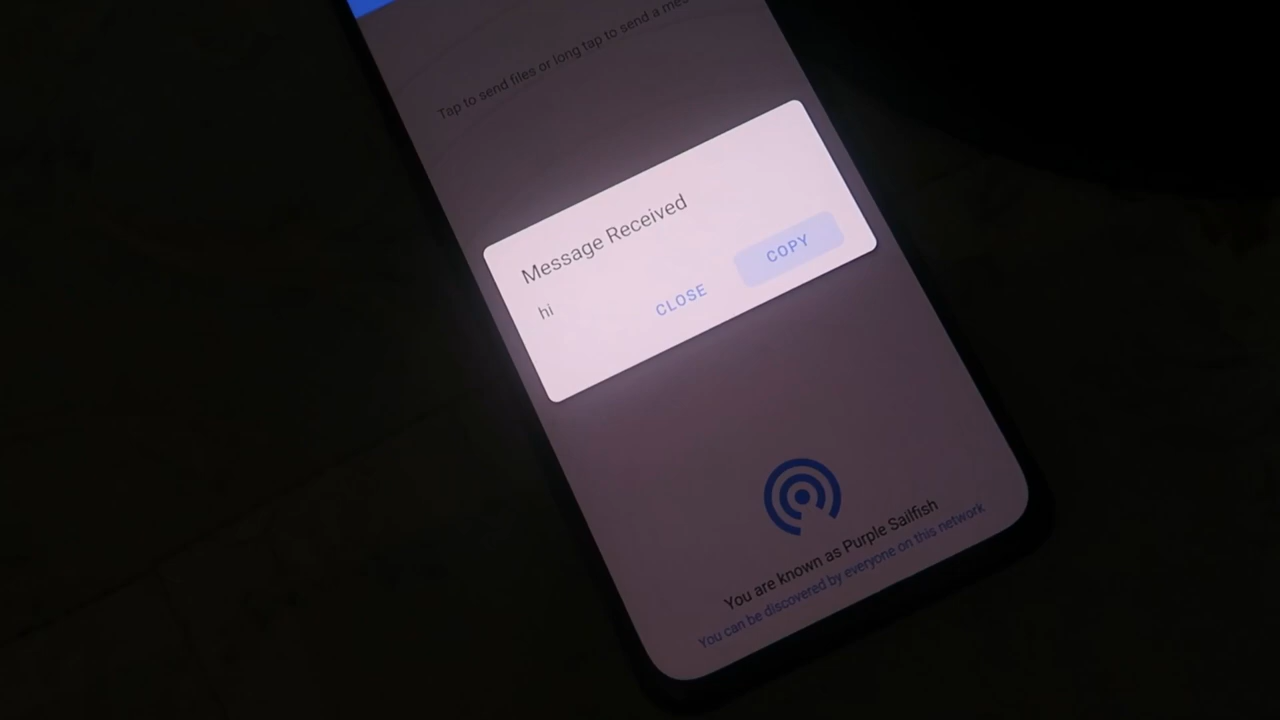 Tap to send files or long tap to send a
Message Received
hi
CLOSE
COPY
You are known as Purple Sailfish
You can be discovered by everyone on this network